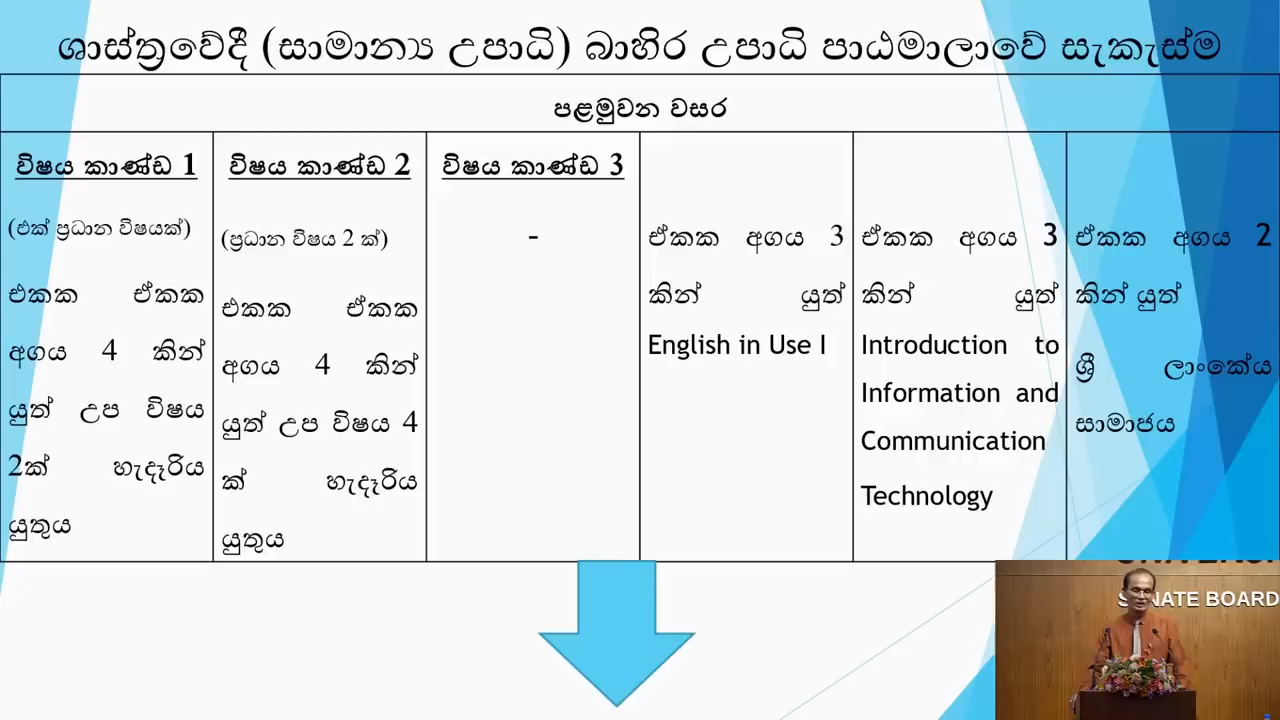 ශාස්ත්‍රවේදී (සාමාන්‍ය උපාධි) බාහිර උපාධි පාඨමාලාවේ සැකැස්ම
පළමුවන වසර
විෂය කාණ්ඩ 1
(එක් ප්‍රධාන විෂයක්)
එකක ඒකක
අගය 4 කින්
යුත් උප විෂය
2ක් හැදෑරිය
යුතුය
විෂය කාණ්ඩ 2
(ප්‍රධාන විෂය 2 ක්)
එකක ඒකක
අගය 4 කින්
යුත් උප විෂය 4
ක් හැදෑරිය
යුතුය
විෂය කාණ්ඩ 3
-
ඒකක අගය 3
කින් යුත්
English in Use I
ඒකක අගය 3
කින් යුත්
Introduction to
Information and
Communication
Technology
ඒකක අගය 2
කින් යුත්
ශ්‍රී ලාංකේය
සාමාජය